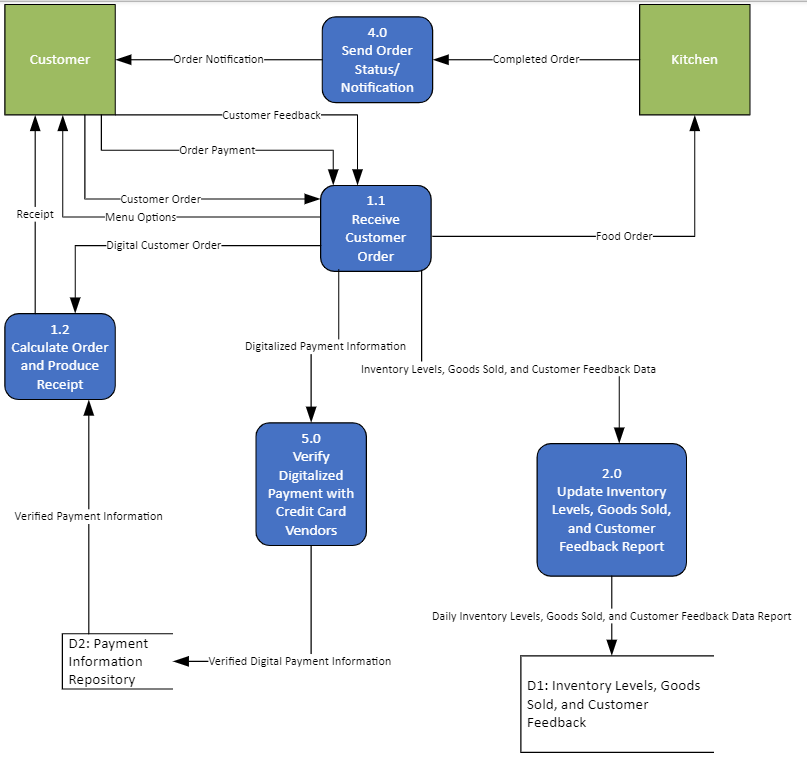 Customer
Order Notification
4.0
Send Order
Status/
Notification
Completed Order
Kitchen
Customer Feedback
Order Payment
Customer Order
Receipt
Menu Options
1.1
Receive
Customer
Order
Food Order
Digital Customer Order
1.2
Calculate Order
and Produce
Receipt
Digitalized Payment Information
Inventory Levels, Goods Sold, and Customer Feedback Data
5.0
Verify
Digitalized
Payment with
Credit Card
Vendors
2.0
Update Inventory
Levels, Goods Sold,
and Customer
Feedback Report
Verified Payment Information
Daily Inventory Levels, Goods Sold, and Customer Feedback Data Report
D2: Payment
Information
Repository
Verified Digital Payment Information
D1: Inventory Levels, Goods
Sold, and Customer
Feedback